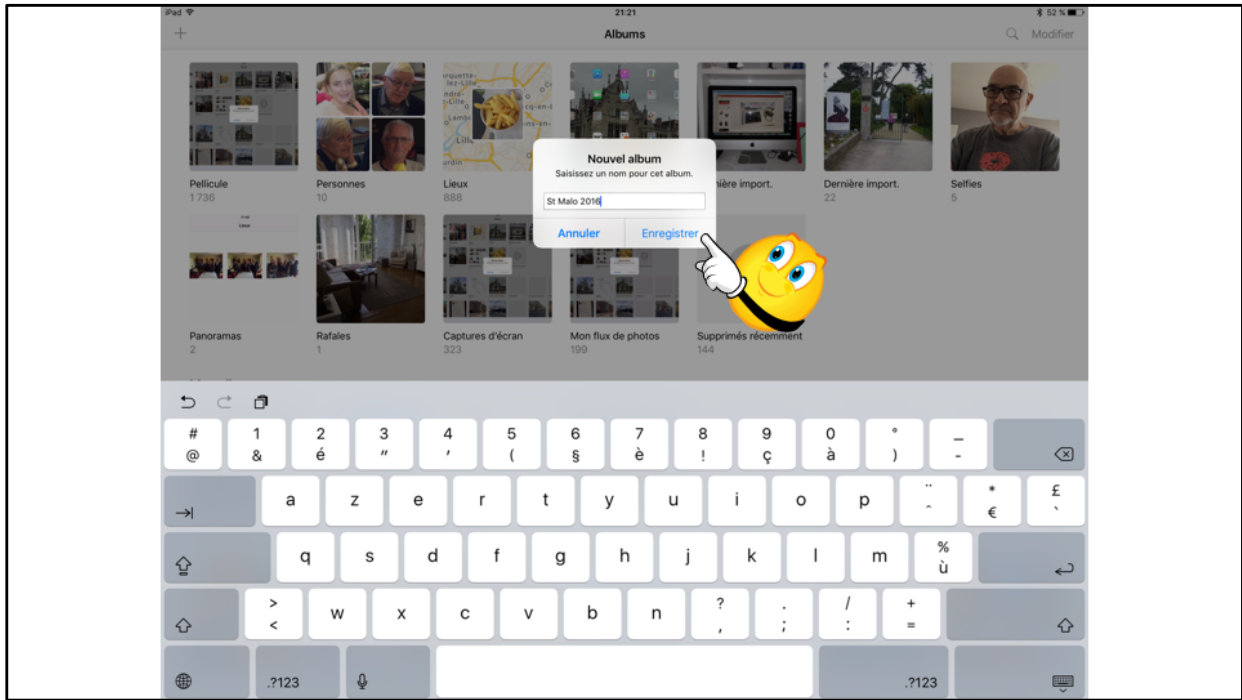 iPad 21:21 52 %
Albums Modifier
Nouvel album
Saisissez un nom pour cet album.
St Malo 2016
Annuler Enregistrer
Pellicule Personnes Lieux nière import. Dernière import. Selfies
1 736 10 888 22 5
Panoramas Rafales Captures d'écran Mon flux de photos Supprimés récemment
2 1 323 199 144
# 1 2 3 4 5 6 7 8 9 0 ° _
@ & é " ' ( § è ! ç à ) -
a z e r t y u i o p ¨ * £
^ € `
q s d f g h j k l m %
ù
> w x c v b n ? . / +
< , ; : =
.?123 .?123